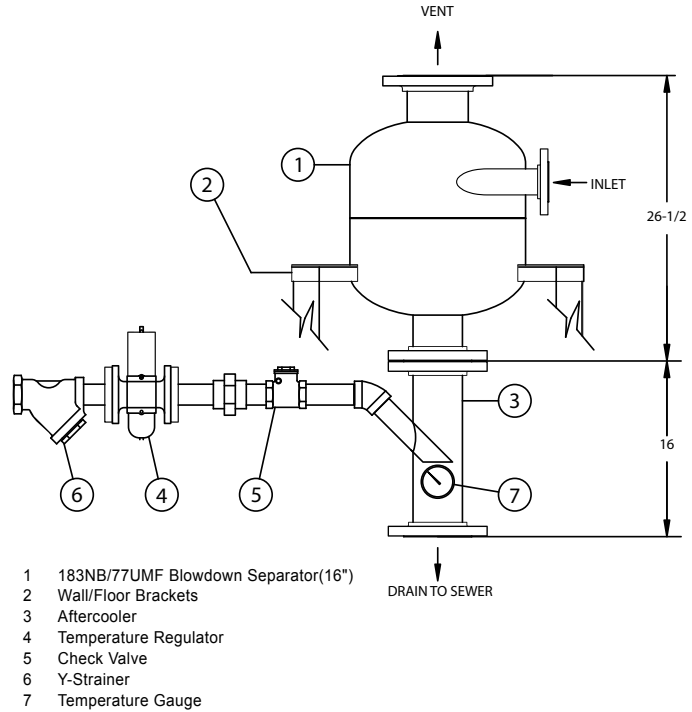 VENT
1
INLET
2
26-1/2
3
16
6
4
5
7
DRAIN TO SEWER
1 183NB/77UMF Blowdown Separator(16")
2 Wall/Floor Brackets
3 Aftercooler
4 Temperature Regulator
5 Check Valve
6 Y-Strainer
7 Temperature Gauge